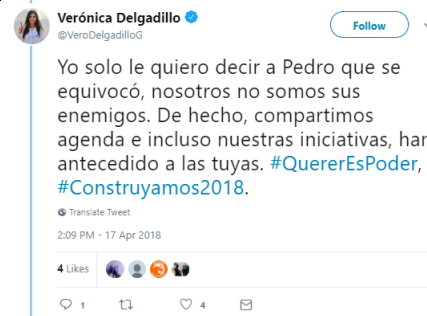 Verónica Delgadillo
@VeroDelgadilloG
Follow
Yo solo le quiero decir a Pedro que se
equivocó, nosotros no somos sus
enemigos. De hecho, compartimos
agenda e incluso nuestras iniciativas, han
antecedido a las tuyas. #QuererEsPoder,
#Construyamos2018.
Translate Tweet
2:09 PM - 17 Apr 2018
4 Likes
1
4